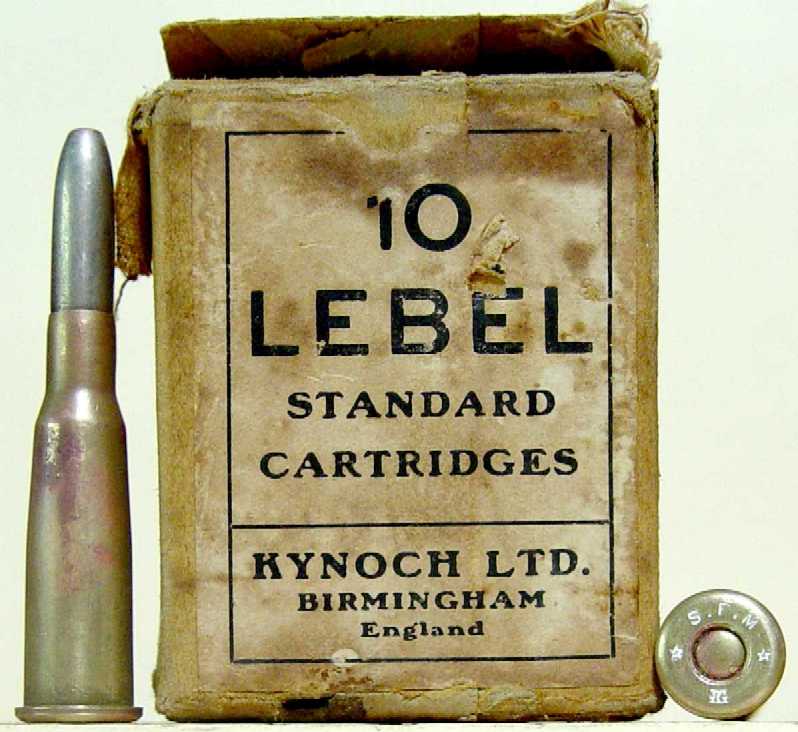 10
LEBEL
STANDARD
CARTRIDGES
KYNOCH LTD.
BIRMINGHAM
England
S.F.M